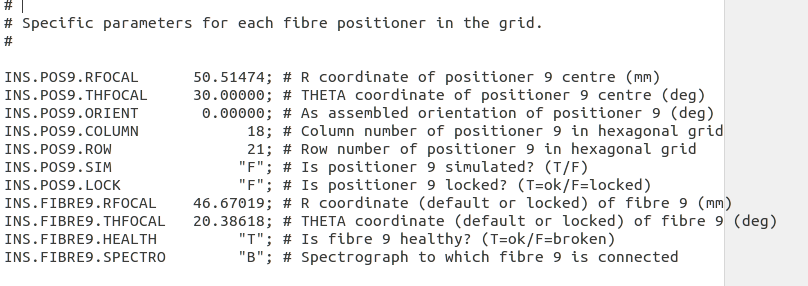 #
# Specific parameters for each fibre positioner in the grid.
#
INS.POS9.RFOCAL      50.51474; # R coordinate of positioner 9 centre (mm)
INS.POS9.THFOCAL     30.00000; # THETA coordinate of positioner 9 centre (deg)
INS.POS9.ORIENT       0.00000; # As assembled orientation of positioner 9 (deg)
INS.POS9.COLUMN            18; # Column number of positioner 9 in hexagonal grid
INS.POS9.ROW               21; # Row number of positioner 9 in hexagonal grid
INS.POS9.SIM              "F"; # Is positioner 9 simulated? (T/F)
INS.POS9.LOCK             "F"; # Is positioner 9 locked? (T=ok/F=locked)
INS.FIBRE9.RFOCAL    46.67019; # R coordinate (default or locked) of fibre 9 (mm)
INS.FIBRE9.THFOCAL   20.38618; # THETA coordinate (default or locked) of fibre 9 (deg)
INS.FIBRE9.HEALTH         "T"; # Is fibre 9 healthy? (T=ok/F=broken)
INS.FIBRE9.SPECTRO        "B"; # Spectrograph to which fibre 9 is connected